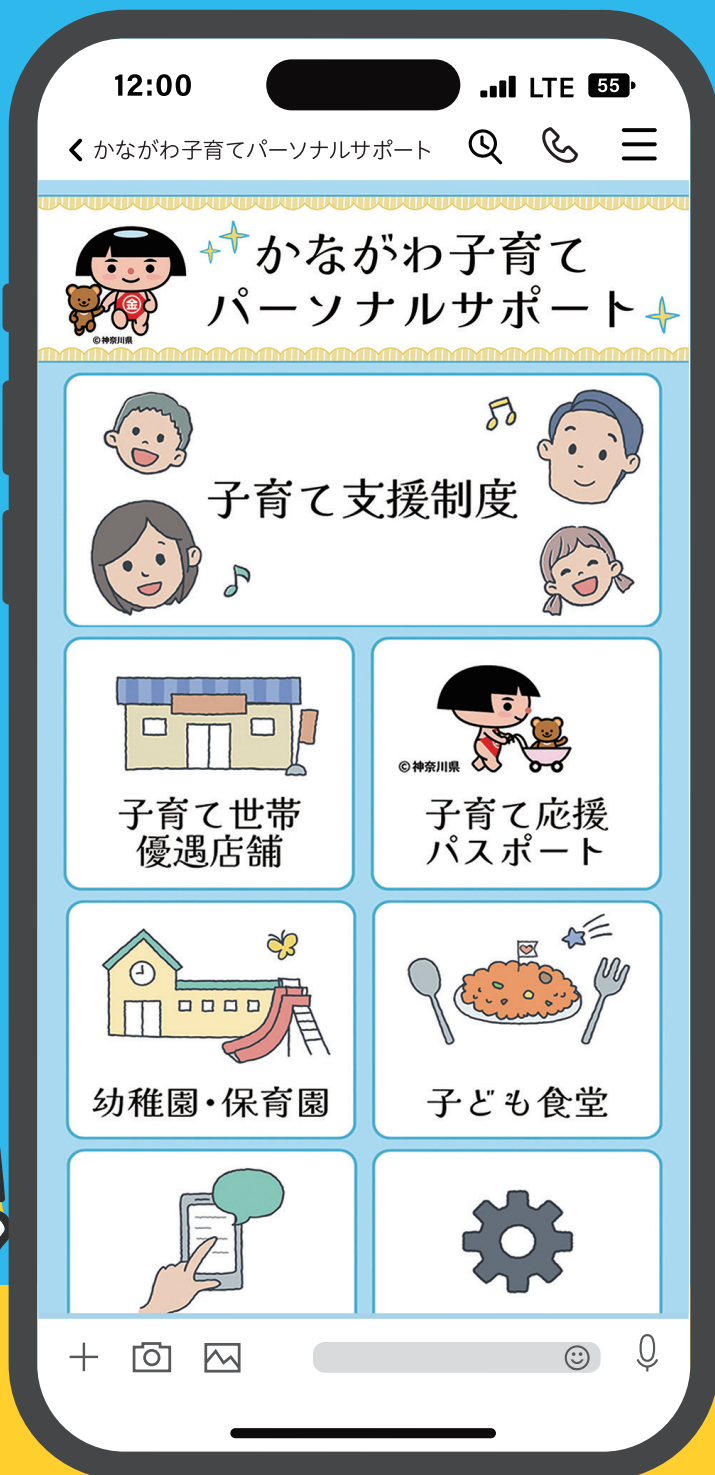 12:00 LTE 55
かながわ子育てパーソナルサポート
かながわ子育て
パーソナルサポート
金
©神奈川県
子育て支援制度
子育て世帯
優遇店舗
©神奈川県
子育て応援
パスポート
幼稚園・保育園
子ども食堂